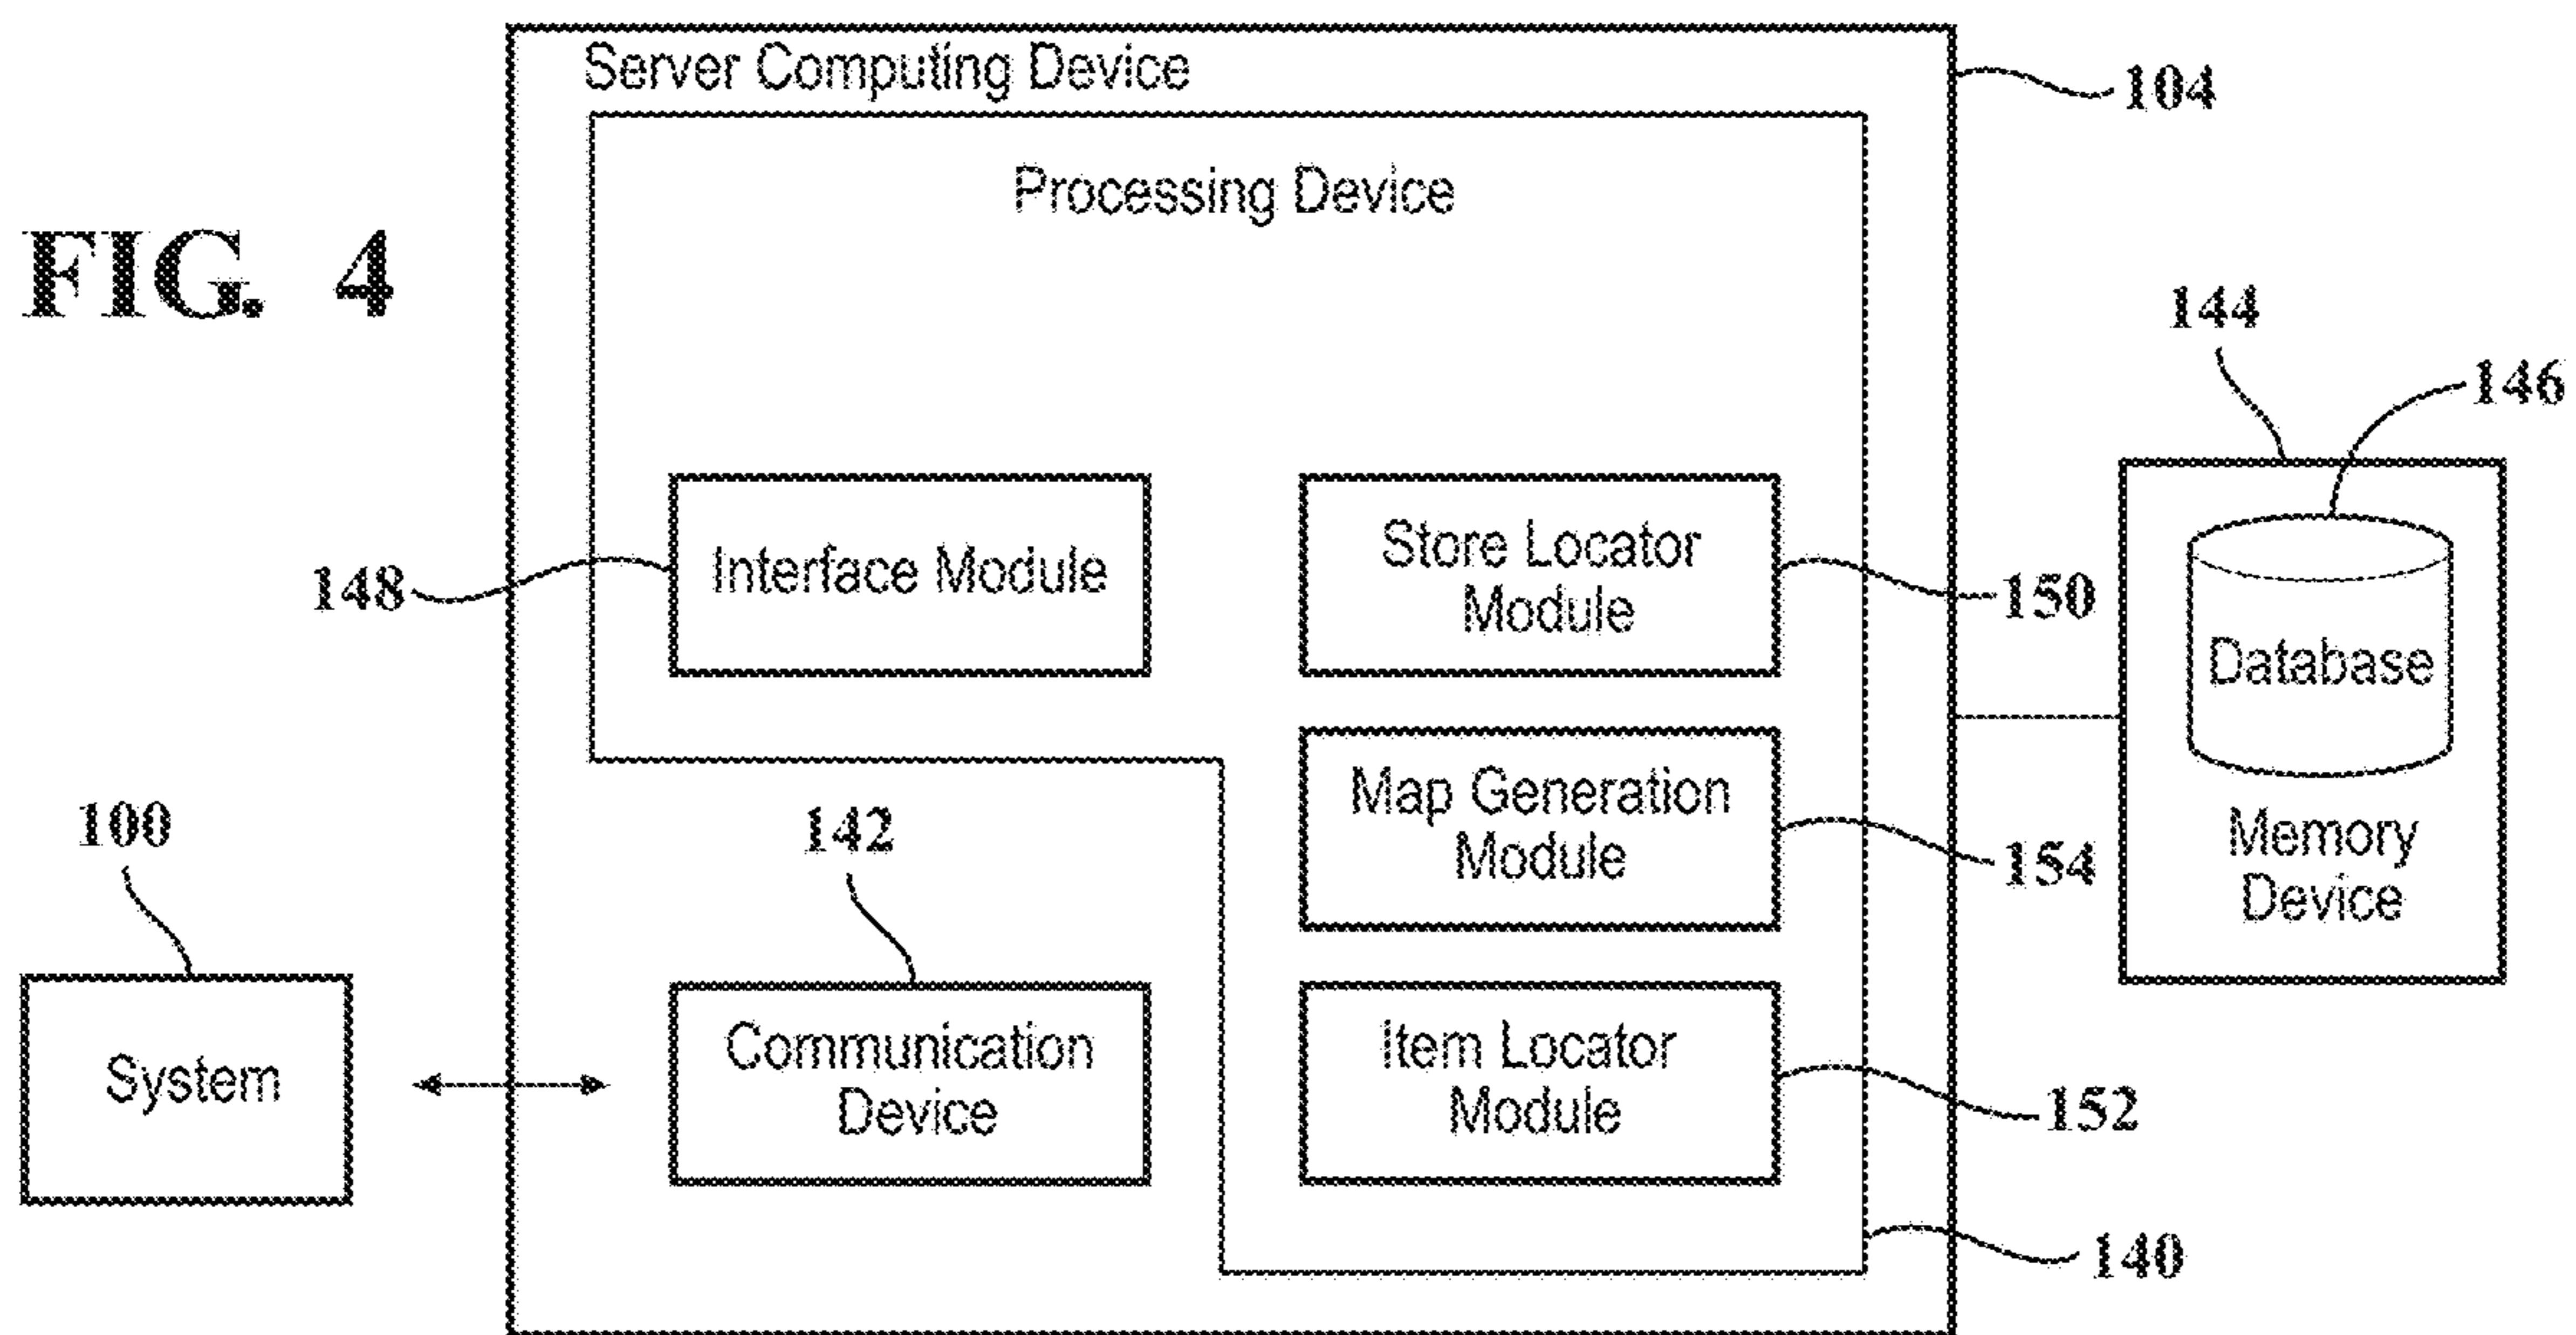 Server Computing Device
104
Processing Device
FIG. 4
144
146
Interface Module
148
Store Locator
Module
150
Database
Map Generation
Module
154
Memory
Device
100
142
System
Communication
Device
Item Locator
Module
152
140